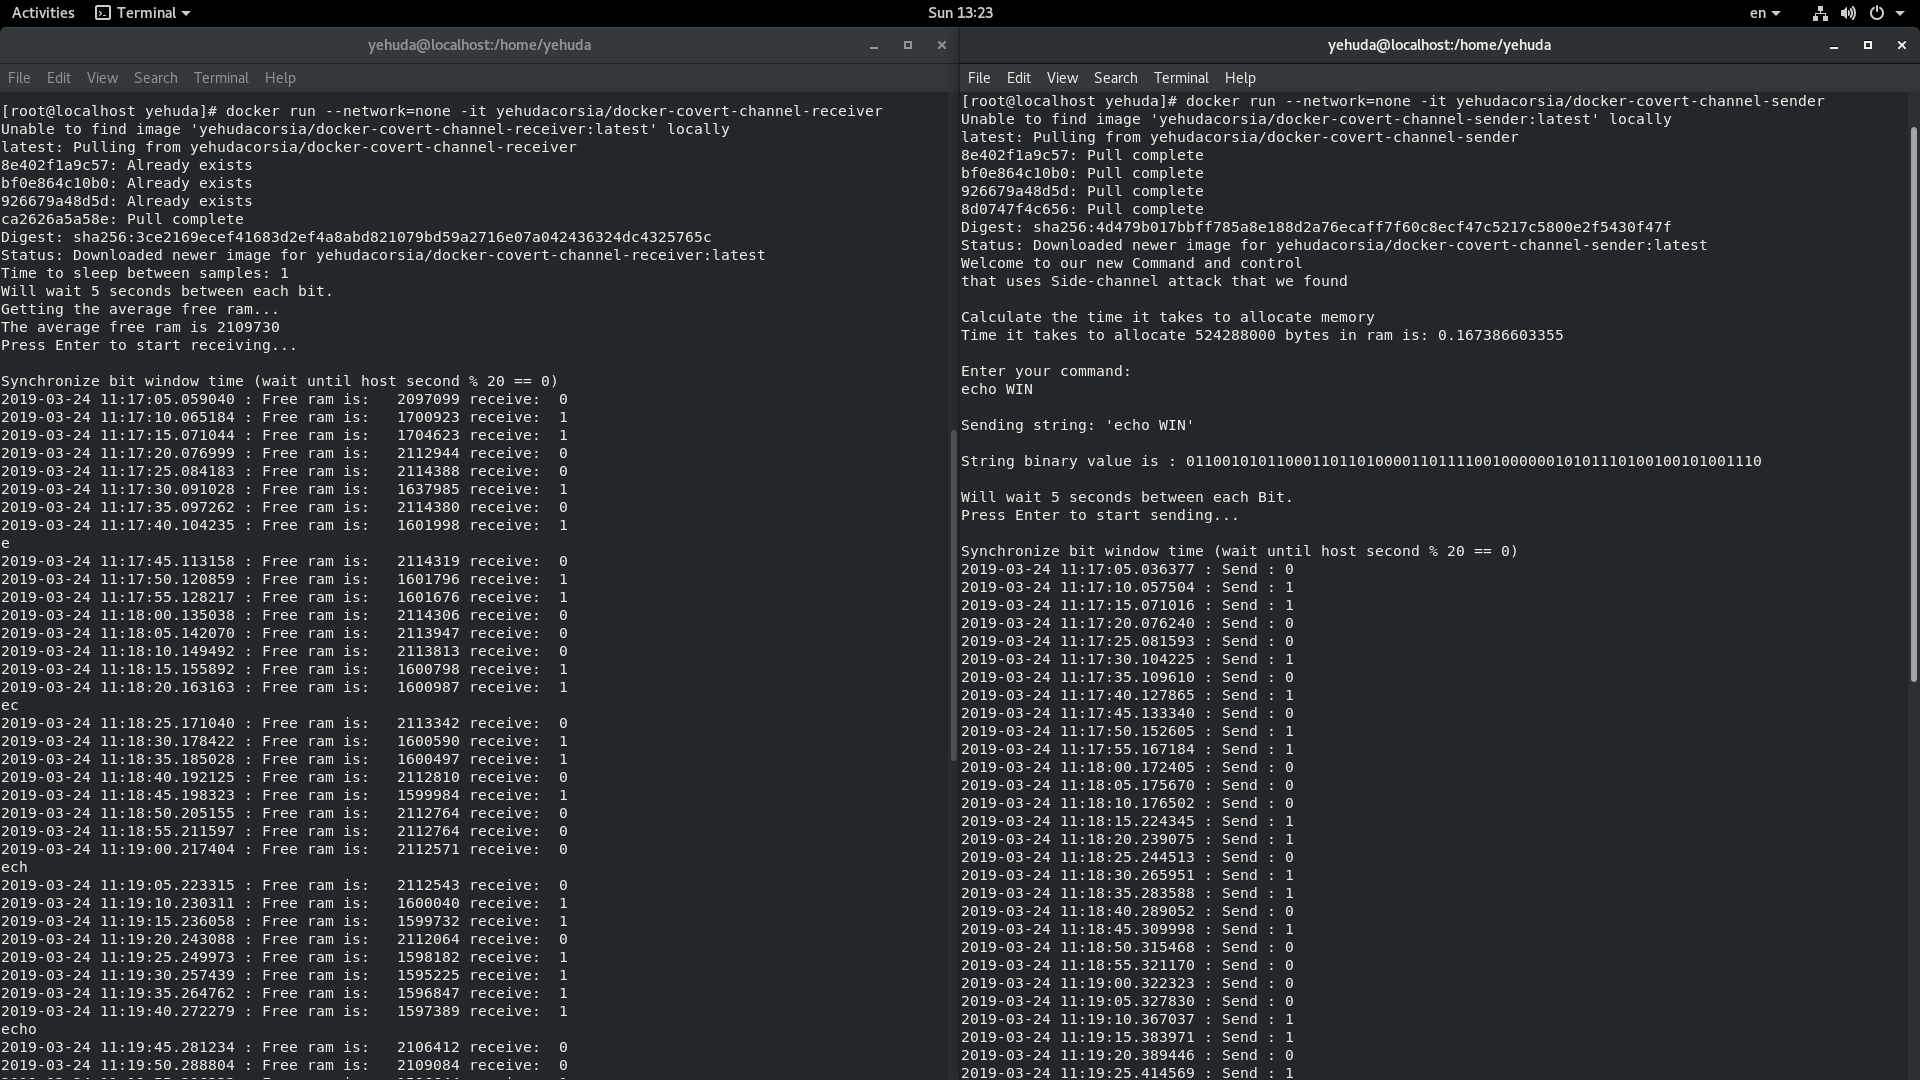 Activities Terminal Sun 13:23 en
yehuda@localhost:/home/yehuda
File Edit View Search Terminal Help
[root@localhost yehuda]# docker run --network=none -it yehudacorsia/docker-covert-channel-receiver
Unable to find image 'yehudacorsia/docker-covert-channel-receiver:latest' locally
latest: Pulling from yehudacorsia/docker-covert-channel-receiver
8e402f1a9c57: Already exists
bf0e864c10b0: Already exists
926679a48d5d: Already exists
ca2626a5a58e: Pull complete
Digest: sha256:3ce2169ecef41683d2ef4a8abd821079bd59a2716e07a042436324dc4325765c
Status: Downloaded newer image for yehudacorsia/docker-covert-channel-receiver:latest
Time to sleep between samples: 1
Will wait 5 seconds between each bit.
Getting the average free ram...
The average free ram is 2109730
Press Enter to start receiving...
Synchronize bit window time (wait until host second % 20 == 0)
2019-03-24 11:17:05.059040 : Free ram is:   2097099 receive:  0
2019-03-24 11:17:10.065184 : Free ram is:   1700923 receive:  1
2019-03-24 11:17:15.071044 : Free ram is:   1704623 receive:  1
2019-03-24 11:17:20.076999 : Free ram is:   2112944 receive:  0
2019-03-24 11:17:25.084183 : Free ram is:   2114388 receive:  0
2019-03-24 11:17:30.091028 : Free ram is:   1637985 receive:  1
2019-03-24 11:17:35.097262 : Free ram is:   2114380 receive:  0
2019-03-24 11:17:40.104235 : Free ram is:   1601998 receive:  1
e
2019-03-24 11:17:45.113158 : Free ram is:   2114319 receive:  0
2019-03-24 11:17:50.120859 : Free ram is:   1601796 receive:  1
2019-03-24 11:17:55.128217 : Free ram is:   1601676 receive:  1
2019-03-24 11:18:00.135038 : Free ram is:   2114306 receive:  0
2019-03-24 11:18:05.142070 : Free ram is:   2113947 receive:  0
2019-03-24 11:18:10.149492 : Free ram is:   2113813 receive:  0
2019-03-24 11:18:15.155892 : Free ram is:   1600798 receive:  1
2019-03-24 11:18:20.163163 : Free ram is:   1600987 receive:  1
ec
2019-03-24 11:18:25.171040 : Free ram is:   2113342 receive:  0
2019-03-24 11:18:30.178422 : Free ram is:   1600590 receive:  1
2019-03-24 11:18:35.185028 : Free ram is:   1600497 receive:  1
2019-03-24 11:18:40.192125 : Free ram is:   2112810 receive:  0
2019-03-24 11:18:45.198323 : Free ram is:   1599984 receive:  1
2019-03-24 11:18:50.205155 : Free ram is:   2112764 receive:  0
2019-03-24 11:18:55.211597 : Free ram is:   2112764 receive:  0
2019-03-24 11:19:00.217404 : Free ram is:   2112571 receive:  0
ech
2019-03-24 11:19:05.223315 : Free ram is:   2112543 receive:  0
2019-03-24 11:19:10.230311 : Free ram is:   1600040 receive:  1
2019-03-24 11:19:15.236058 : Free ram is:   1599732 receive:  1
2019-03-24 11:19:20.243088 : Free ram is:   2112064 receive:  0
2019-03-24 11:19:25.249973 : Free ram is:   1598182 receive:  1
2019-03-24 11:19:30.257439 : Free ram is:   1595225 receive:  1
2019-03-24 11:19:35.264762 : Free ram is:   1596847 receive:  1
2019-03-24 11:19:40.272279 : Free ram is:   1597389 receive:  1
echo
2019-03-24 11:19:45.281234 : Free ram is:   2106412 receive:  0
2019-03-24 11:19:50.288804 : Free ram is:   2109084 receive:  0
yehuda@localhost:/home/yehuda
File Edit View Search Terminal Help
[root@localhost yehuda]# docker run --network=none -it yehudacorsia/docker-covert-channel-sender
Unable to find image 'yehudacorsia/docker-covert-channel-sender:latest' locally
latest: Pulling from yehudacorsia/docker-covert-channel-sender
8e402f1a9c57: Pull complete
bf0e864c10b0: Pull complete
926679a48d5d: Pull complete
8d0747f4c656: Pull complete
Digest: sha256:4d479b017bbff785a8e188d2a76ecaff7f60c8ecf47c5217c5800e2f5430f47f
Status: Downloaded newer image for yehudacorsia/docker-covert-channel-sender:latest
Welcome to our new Command and control
that uses Side-channel attack that we found
Calculate the time it takes to allocate memory
Time it takes to allocate 524288000 bytes in ram is: 0.167386603355
Enter your command:
echo WIN
Sending string: 'echo WIN'
String binary value is : 0110010101100011011010000110111100100000010101110100100101001110
Will wait 5 seconds between each Bit.
Press Enter to start sending...
Synchronize bit window time (wait until host second % 20 == 0)
2019-03-24 11:17:05.036377 : Send : 0
2019-03-24 11:17:10.057504 : Send : 1
2019-03-24 11:17:15.071016 : Send : 1
2019-03-24 11:17:20.076240 : Send : 0
2019-03-24 11:17:25.081593 : Send : 0
2019-03-24 11:17:30.104225 : Send : 1
2019-03-24 11:17:35.109610 : Send : 0
2019-03-24 11:17:40.127865 : Send : 1
2019-03-24 11:17:45.133340 : Send : 0
2019-03-24 11:17:50.152605 : Send : 1
2019-03-24 11:17:55.167184 : Send : 1
2019-03-24 11:18:00.172405 : Send : 0
2019-03-24 11:18:05.175670 : Send : 0
2019-03-24 11:18:10.176502 : Send : 0
2019-03-24 11:18:15.224345 : Send : 1
2019-03-24 11:18:20.239075 : Send : 1
2019-03-24 11:18:25.244513 : Send : 0
2019-03-24 11:18:30.265951 : Send : 1
2019-03-24 11:18:35.283588 : Send : 1
2019-03-24 11:18:40.289052 : Send : 0
2019-03-24 11:18:45.309998 : Send : 1
2019-03-24 11:18:50.315468 : Send : 0
2019-03-24 11:18:55.321170 : Send : 0
2019-03-24 11:19:00.322323 : Send : 0
2019-03-24 11:19:05.327830 : Send : 0
2019-03-24 11:19:10.367037 : Send : 1
2019-03-24 11:19:15.383971 : Send : 1
2019-03-24 11:19:20.389446 : Send : 0
2019-03-24 11:19:25.414569 : Send : 1